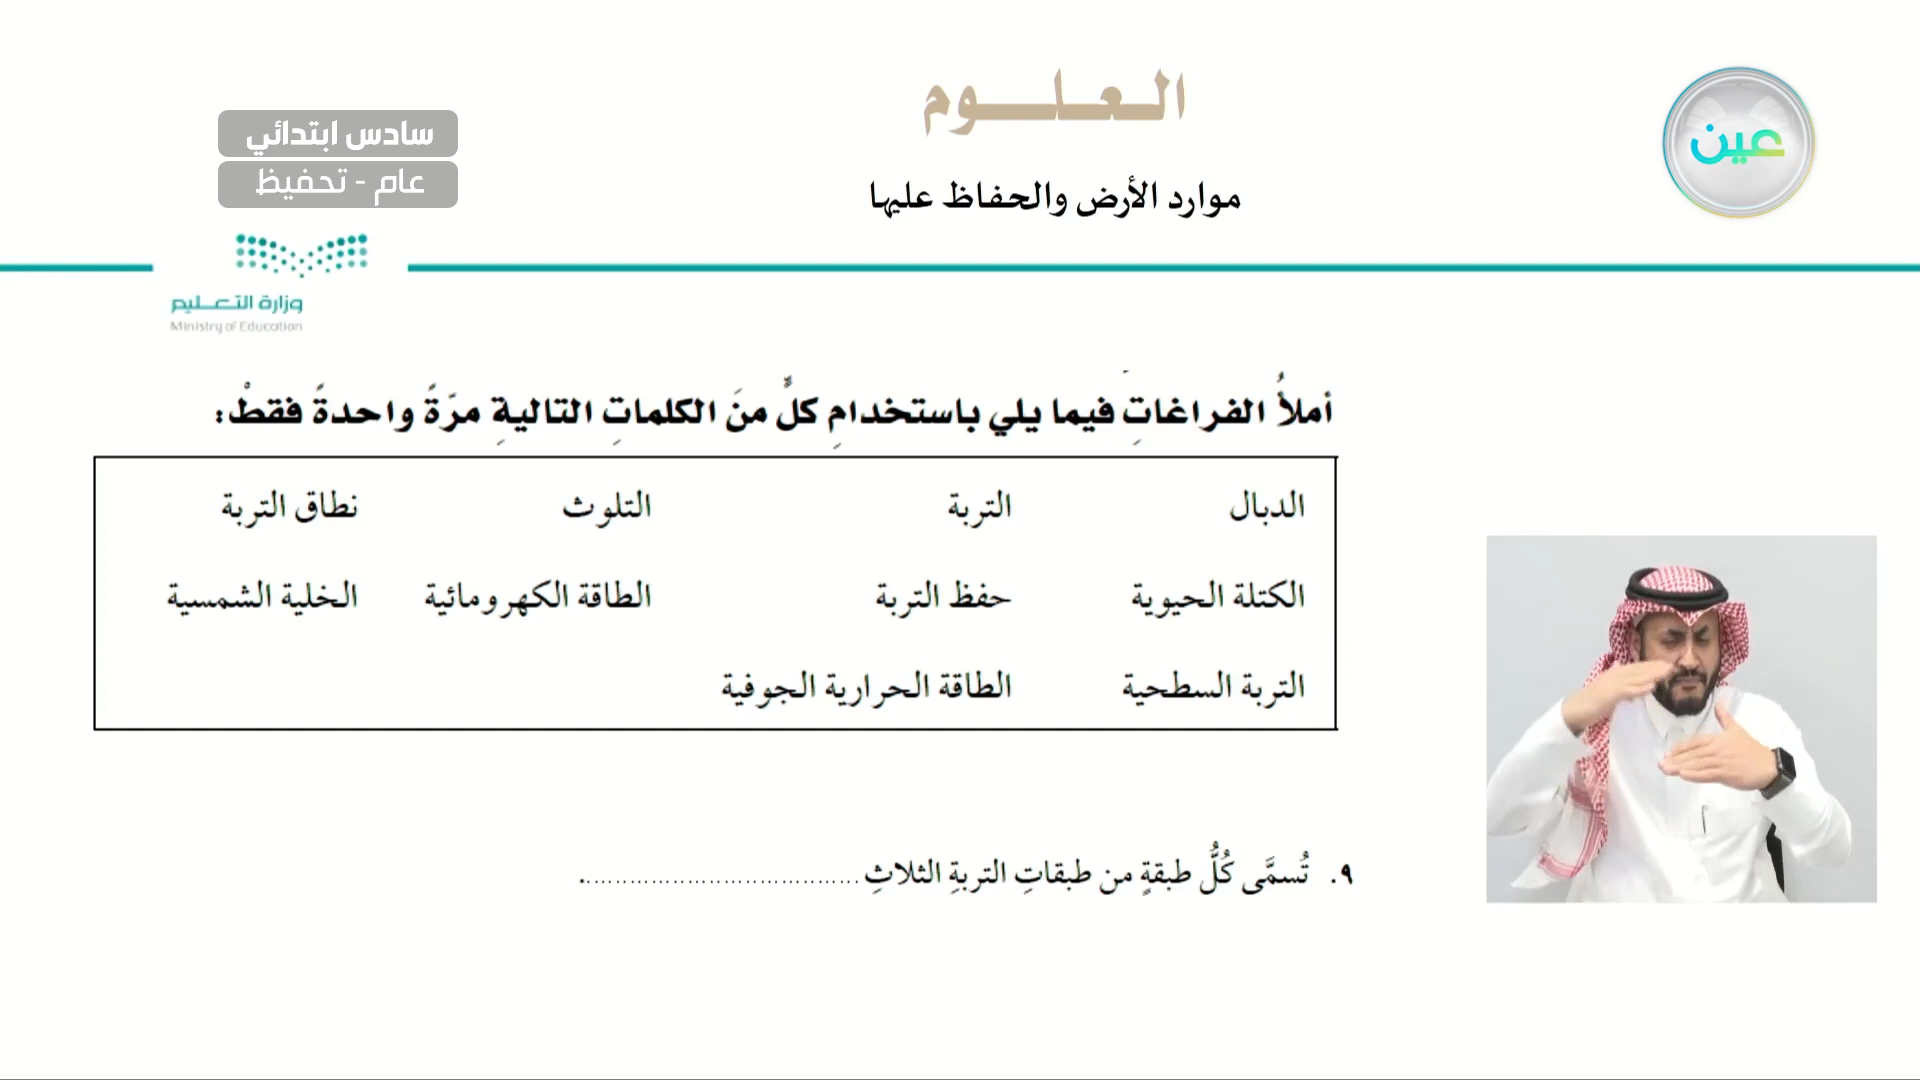 العلوم
موارد الأرض والحفاظ عليها
عين
سادس ابتدائي
عام - تحفيظ
وزارة التعليم
Ministry of Education
أملأُ الفراغاتِ فيما يلي باستخدامِ كلٍّ منَ الكلماتِ التاليةِ مرّةً واحدةً فقطْ:
الدبال التربة التلوث نطاق التربة
الكتلة الحيوية حفظ التربة الطاقة الكهرومائية الخلية الشمسية
التربة السطحية الطاقة الحرارية الجوفية
٩. تُسمَّى كُلُّ طبقةٍ من طبقاتِ التربةِ الثلاثِ ......................................